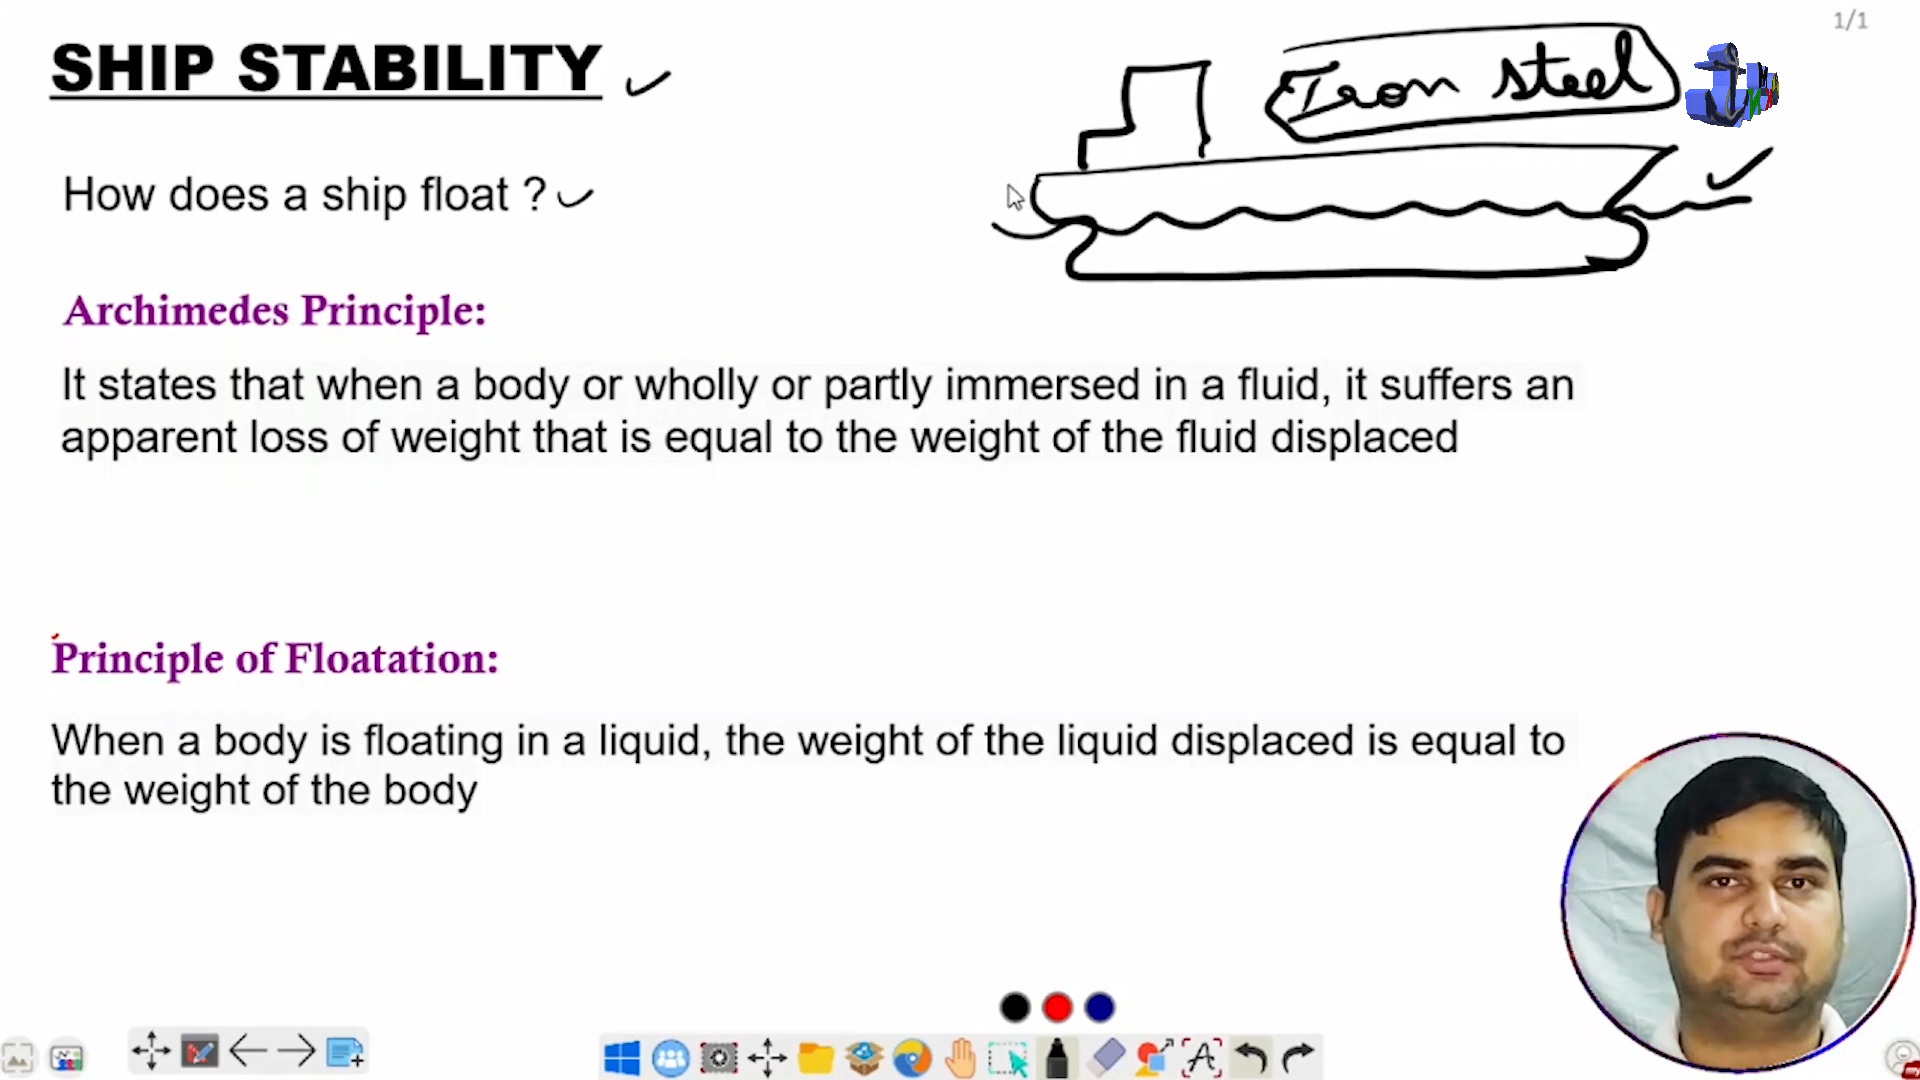 1/1
SHIP STABILITY
Iron steel
How does a ship float ?
Archimedes Principle:
It states that when a body or wholly or partly immersed in a fluid, it suffers an
apparent loss of weight that is equal to the weight of the fluid displaced
Principle of Floatation:
When a body is floating in a liquid, the weight of the liquid displaced is equal to
the weight of the body